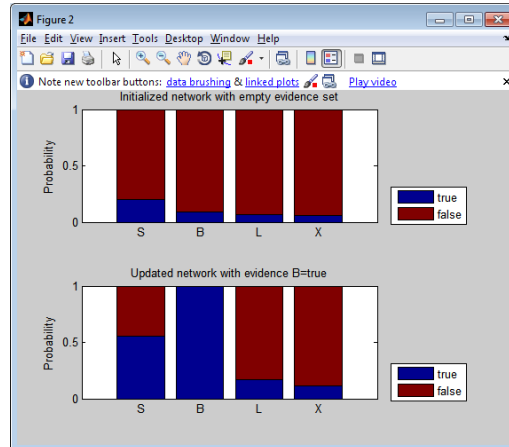 Figure 2
File Edit View Insert Tools Desktop Window Help
Note new toolbar buttons: data brushing & linked plots Play video
Initialized network with empty evidence set
1
0.5
0
Probability
S B L X
true
false
Updated network with evidence B=true
1
0.5
0
Probability
S B L X
true
false